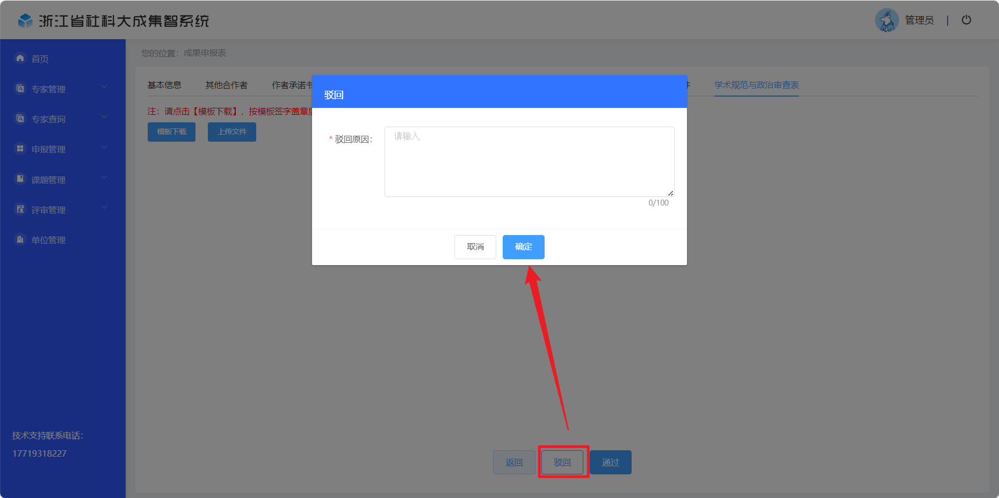 浙江省社科大成集智系统
管理员 |
首页
专家管理
专家查询
申报管理
课题管理
评审管理
单位管理
技术支持联系电话：
17719318227
您的位置：成果申报表
基本信息 其他合作者 作者承诺书 学术规范与政治审查表
注：请点击【模板下载】，按模板签字盖章后
模板下载 上传文件
驳回
* 驳回原因：
请输入
0/100
取消 确定
返回 驳回 通过